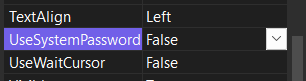 TextAlign Left
UseSystemPassword False
UseWaitCursor False